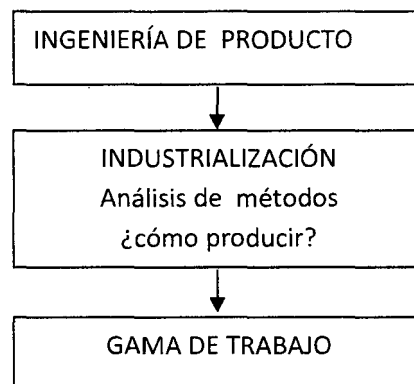 INGENIERÍA DE PRODUCTO
INDUSTRIALIZACIÓN
Análisis de métodos
¿cómo producir?
GAMA DE TRABAJO